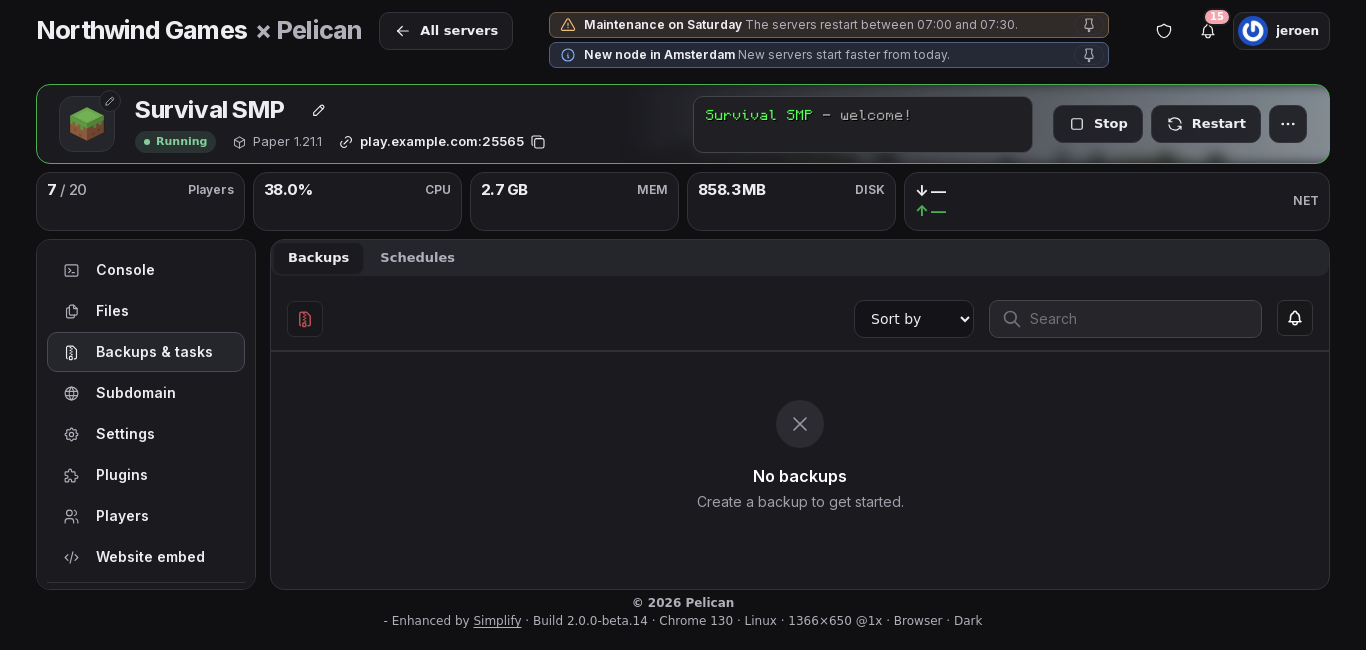 Northwind Games × Pelican
All servers
Maintenance on Saturday The servers restart between 07:00 and 07:30.
New node in Amsterdam New servers start faster from today.
15
jeroen
Survival SMP
Running
Paper 1.21.1
play.example.com:25565
Survival SMP - welcome!
Stop
Restart
7 / 20
Players
38.0%
CPU
2.7 GB
MEM
858.3 MB
DISK
↓ —
↑ —
NET
Console
Files
Backups & tasks
Subdomain
Settings
Plugins
Players
Website embed
Backups
Schedules
Sort by
Search
No backups
Create a backup to get started.
© 2026 Pelican
- Enhanced by Simplify · Build 2.0.0-beta.14 · Chrome 130 · Linux · 1366×650 @1x · Browser · Dark